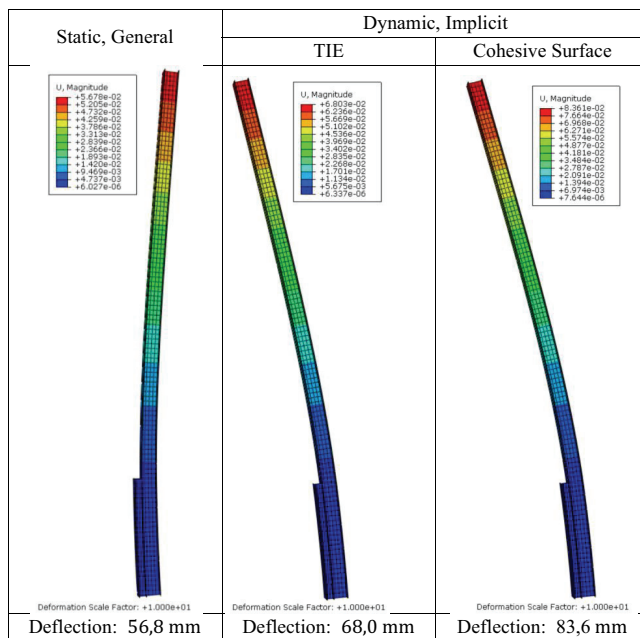 Static, General
Dynamic, Implicit
TIE
Cohesive Surface
U, Magnitude
+5.678e-02
+5.205e-02
+4.732e-02
+4.259e-02
+3.786e-02
+3.313e-02
+2.839e-02
+2.366e-02
+1.893e-02
+1.420e-02
+9.469e-03
+4.737e-03
+6.027e-06
U, Magnitude
+6.803e-02
+6.236e-02
+5.669e-02
+5.102e-02
+4.536e-02
+3.969e-02
+3.402e-02
+2.835e-02
+2.268e-02
+1.701e-02
+1.134e-02
+5.675e-03
+6.337e-06
U, Magnitude
+8.361e-02
+7.664e-02
+6.968e-02
+6.271e-02
+5.574e-02
+4.877e-02
+4.181e-02
+3.484e-02
+2.787e-02
+2.091e-02
+1.394e-02
+6.974e-03
+7.644e-06
Deformation Scale Factor: +1.000e+01
Deformation Scale Factor: +1.000e+01
Deformation Scale Factor: +1.000e+01
Deflection: 56,8 mm
Deflection: 68,0 mm
Deflection: 83,6 mm